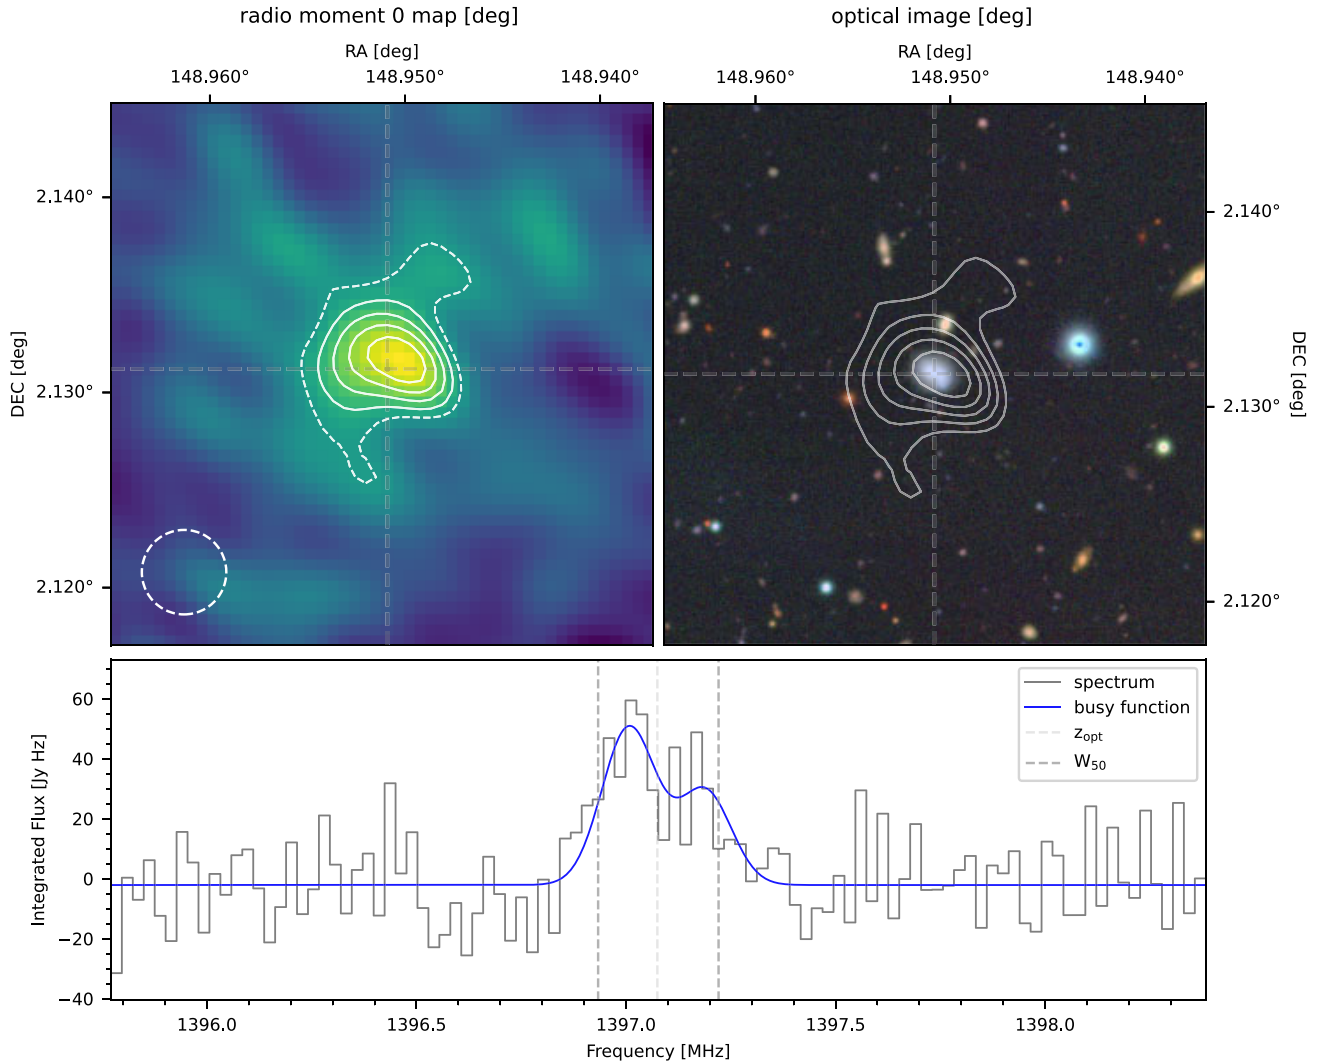 radio moment 0 map [deg]
optical image [deg]
RA [deg]
RA [deg]
148.960° 148.950° 148.940°
148.960° 148.950° 148.940°
DEC [deg]
2.140°
2.130°
2.120°
2.140°
2.130°
2.120°
DEC [deg]
Integrated Flux [Jy Hz]
60
40
20
0
−20
−40
spectrum
busy function
z_opt
W_50
1396.0 1396.5 1397.0 1397.5 1398.0
Frequency [MHz]